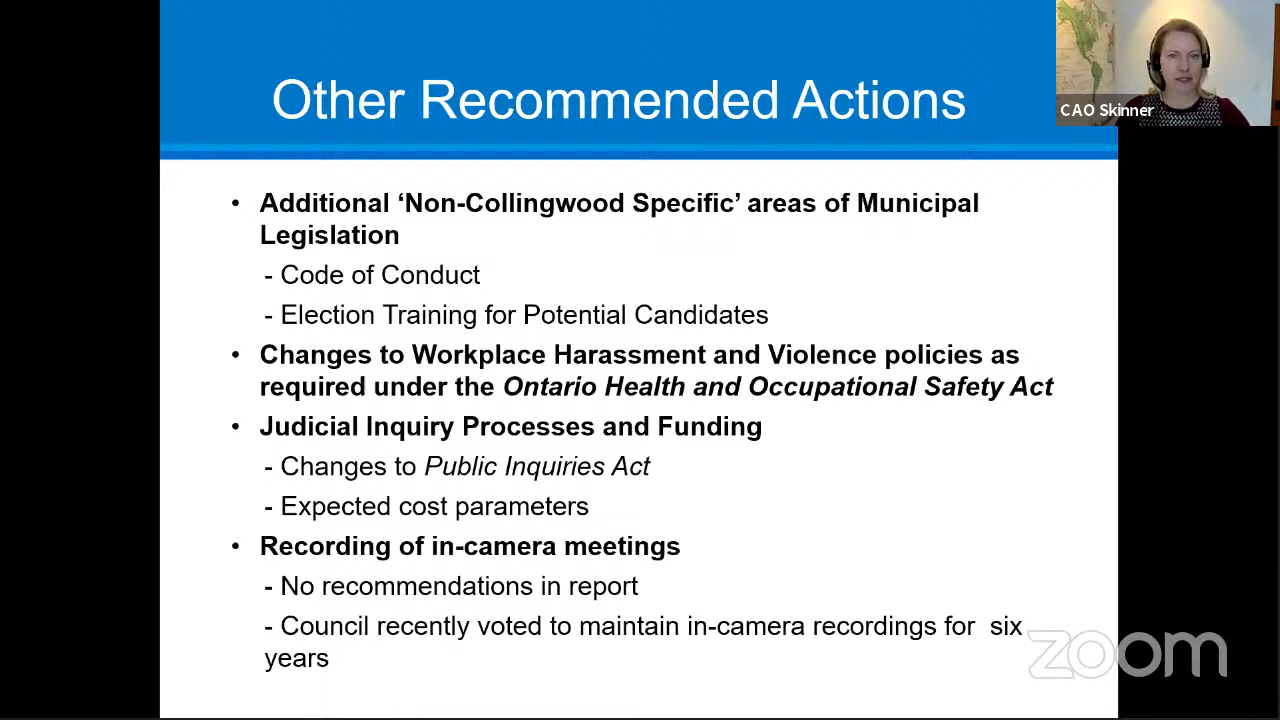 Other Recommended Actions
CAO Skinner
• Additional ‘Non-Collingwood Specific’ areas of Municipal
Legislation
- Code of Conduct
- Election Training for Potential Candidates
• Changes to Workplace Harassment and Violence policies as
required under the Ontario Health and Occupational Safety Act
• Judicial Inquiry Processes and Funding
- Changes to Public Inquiries Act
- Expected cost parameters
• Recording of in-camera meetings
- No recommendations in report
- Council recently voted to maintain in-camera recordings for six
years
zoom